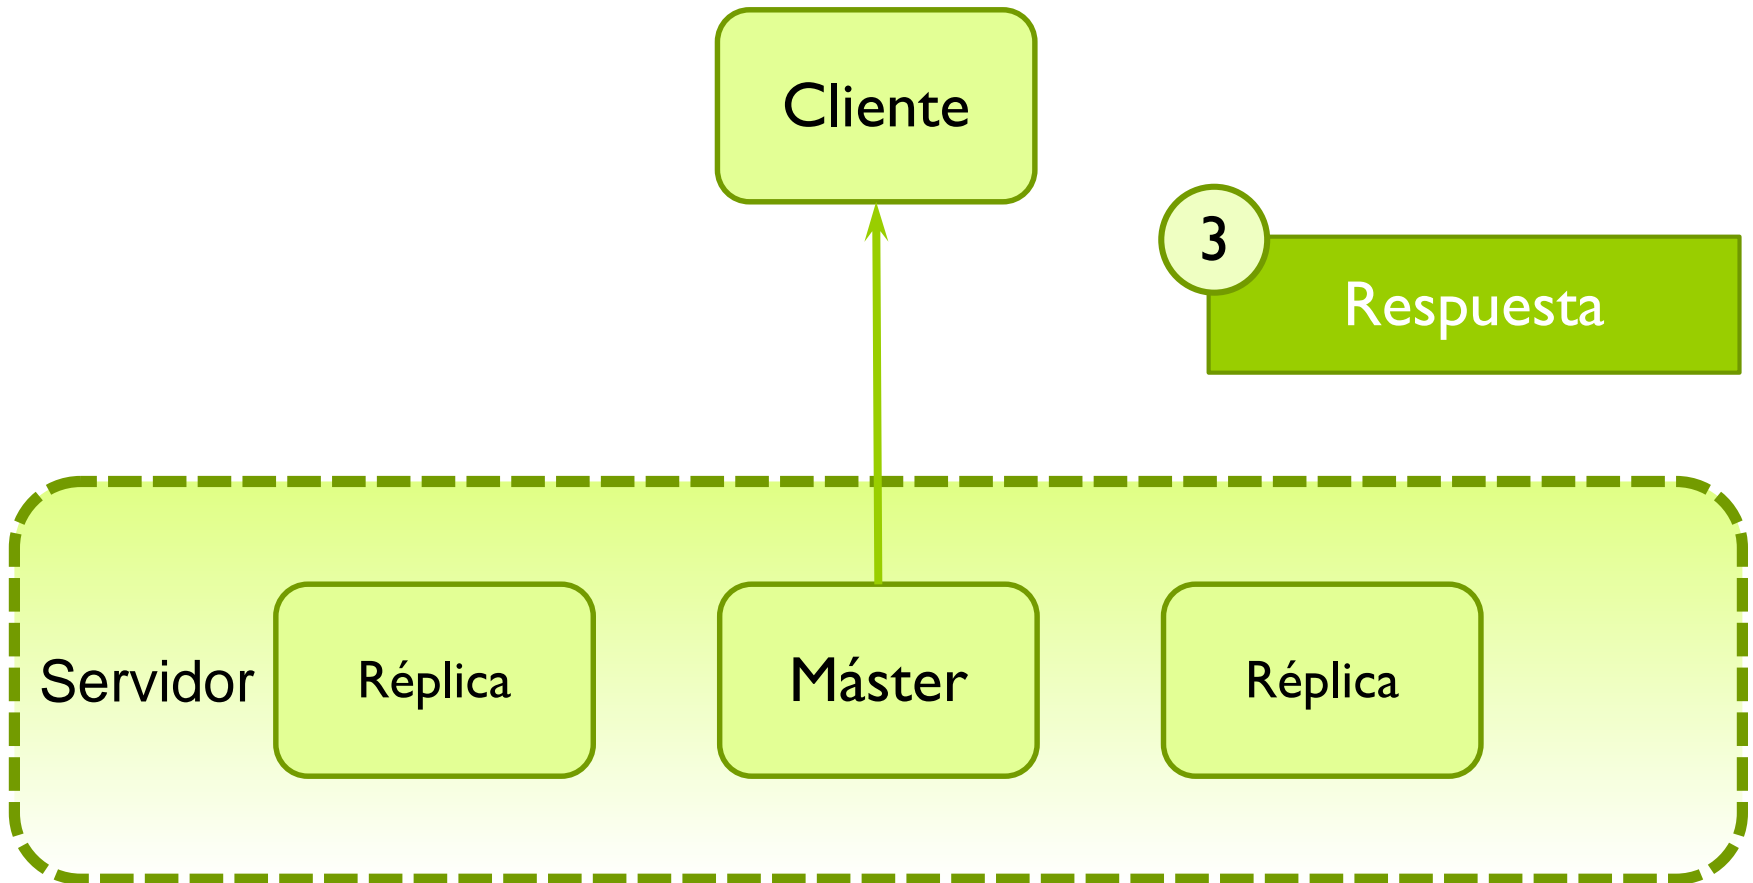 Cliente
3
Respuesta
Servidor
Réplica
Máster
Réplica